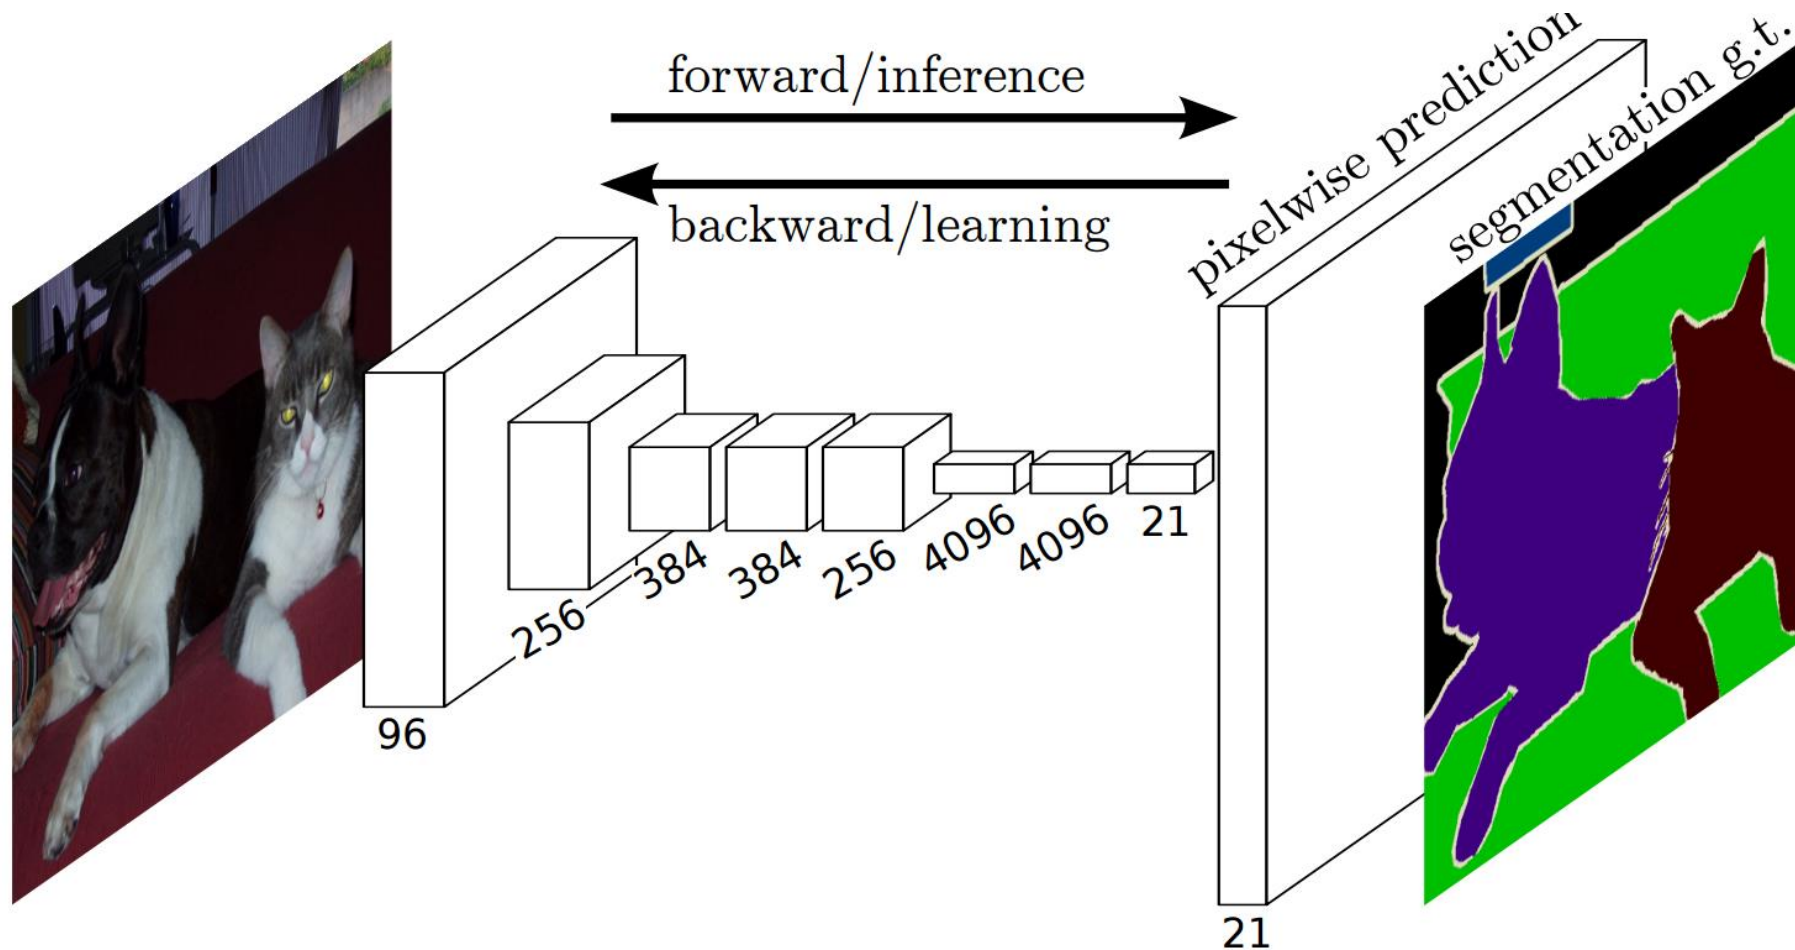 forward/inference
backward/learning
pixelwise prediction
segmentation g.t.
96
256
384
384
256
4096
4096
21
21